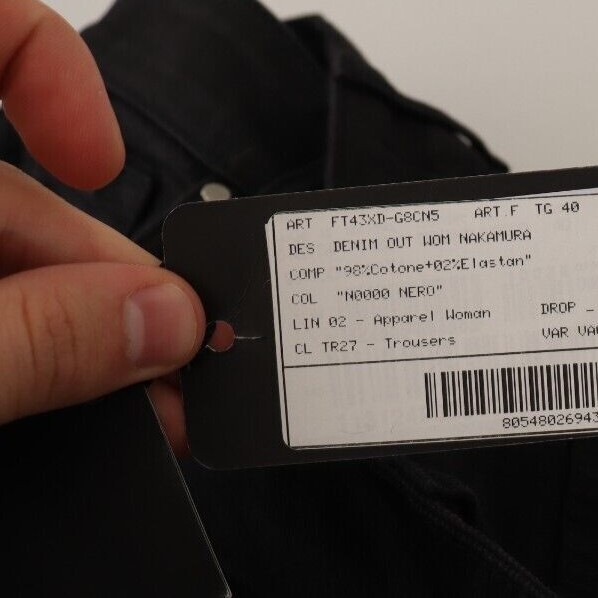 ART FT43XD-G8CN5 ART.F TG 40
DES DENIM OUT WOM NAKAMURA
COMP "98%Cotone+02%Elastan"
COL "N0000 NERO"
LIN 02 - Apparel Woman DROP -
CL TR27 - Trousers VAR
80548026943